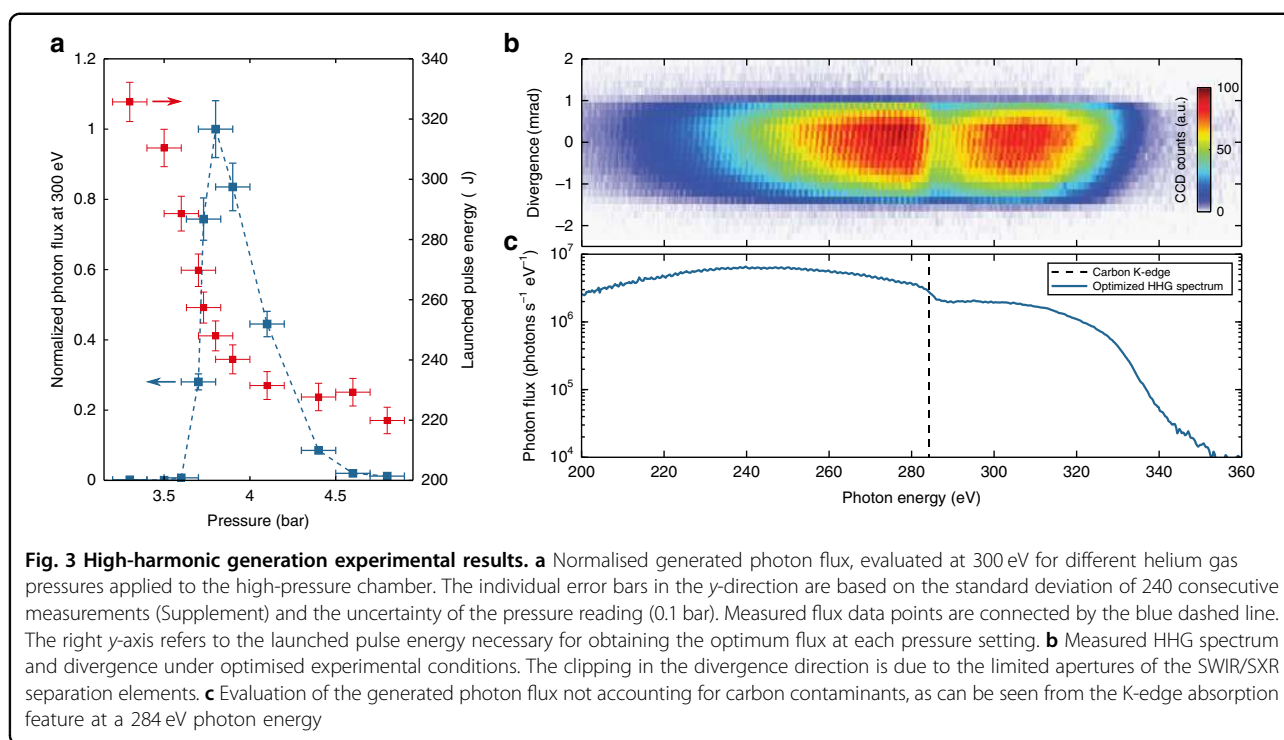 a
1.2
1
0.8
0.6
0.4
0.2
0
Normalized photon flux at 300 eV
340
320
300
280
260
240
220
200
Launched pulse energy ( J)
3.5
4
4.5
Pressure (bar)
b
2
1
0
−1
−2
Divergence (mrad)
100
50
0
CCD counts (a.u.)
c
10⁷
10⁶
10⁵
10⁴
Photon flux (photons s⁻¹ eV⁻¹)
Carbon K-edge
Optimized HHG spectrum
200
220
240
260
280
300
320
340
360
Photon energy (eV)
Fig. 3 High-harmonic generation experimental results. a Normalised generated photon flux, evaluated at 300 eV for different helium gas
pressures applied to the high-pressure chamber. The individual error bars in the y-direction are based on the standard deviation of 240 consecutive
measurements (Supplement) and the uncertainty of the pressure reading (0.1 bar). Measured flux data points are connected by the blue dashed line.
The right y-axis refers to the launched pulse energy necessary for obtaining the optimum flux at each pressure setting. b Measured HHG spectrum
and divergence under optimised experimental conditions. The clipping in the divergence direction is due to the limited apertures of the SWIR/SXR
separation elements. c Evaluation of the generated photon flux not accounting for carbon contaminants, as can be seen from the K-edge absorption
feature at a 284 eV photon energy